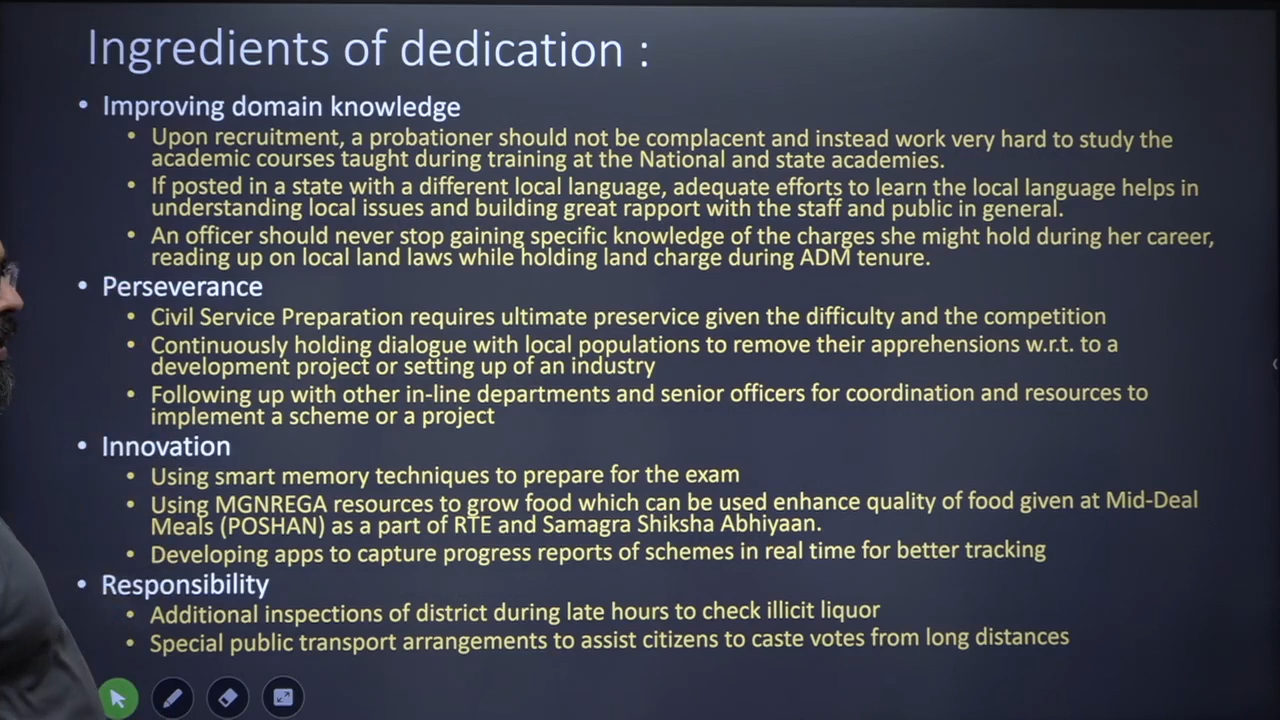 Ingredients of dedication :
• Improving domain knowledge
• Upon recruitment, a probationer should not be complacent and instead work very hard to study the
academic courses taught during training at the National and state academies.
• If posted in a state with a different local language, adequate efforts to learn the local language helps in
understanding local issues and building great rapport with the staff and public in general.
• An officer should never stop gaining specific knowledge of the charges she might hold during her career,
reading up on local land laws while holding land charge during ADM tenure.
• Perseverance
• Civil Service Preparation requires ultimate preservice given the difficulty and the competition
• Continuously holding dialogue with local populations to remove their apprehensions w.r.t. to a
development project or setting up of an industry
• Following up with other in-line departments and senior officers for coordination and resources to
implement a scheme or a project
• Innovation
• Using smart memory techniques to prepare for the exam
• Using MGNREGA resources to grow food which can be used enhance quality of food given at Mid-Deal
Meals (POSHAN) as a part of RTE and Samagra Shiksha Abhiyaan.
• Developing apps to capture progress reports of schemes in real time for better tracking
• Responsibility
• Additional inspections of district during late hours to check illicit liquor
• Special public transport arrangements to assist citizens to caste votes from long distances